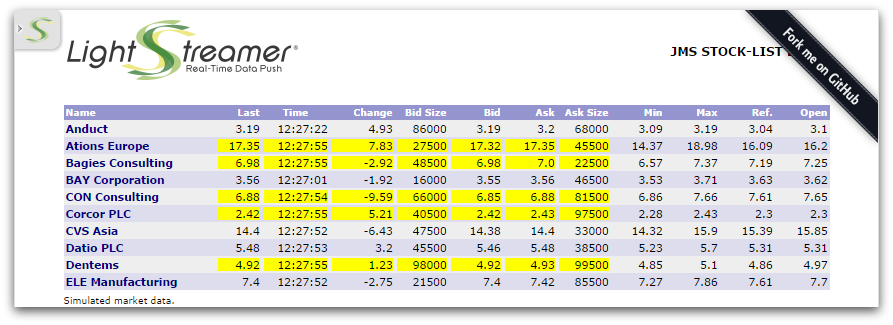 LightStreamer®
Real-Time Data Push
JMS STOCK-LIST
Fork me on GitHub
Name Last Time Change Bid Size Bid Ask Ask Size Min Max Ref. Open
Anduct 3.19 12:27:22 4.93 86000 3.19 3.2 68000 3.09 3.19 3.04 3.1
Ations Europe 17.35 12:27:55 7.83 27500 17.32 17.35 45500 14.37 18.98 16.09 16.2
Bagies Consulting 6.98 12:27:55 -2.92 48500 6.98 7.0 22500 6.57 7.37 7.19 7.25
BAY Corporation 3.56 12:27:01 -1.92 16000 3.55 3.56 46500 3.53 3.71 3.63 3.62
CON Consulting 6.88 12:27:54 -9.59 66000 6.85 6.88 81500 6.86 7.66 7.61 7.65
Corcor PLC 2.42 12:27:55 5.21 40500 2.42 2.43 97500 2.28 2.43 2.3 2.3
CVS Asia 14.4 12:27:52 -6.43 47500 14.38 14.4 33000 14.32 15.9 15.39 15.85
Datio PLC 5.48 12:27:53 3.2 45500 5.46 5.48 38500 5.23 5.7 5.31 5.31
Dentems 4.92 12:27:55 1.23 98000 4.92 4.93 99500 4.85 5.1 4.86 4.97
ELE Manufacturing 7.4 12:27:52 -2.75 21500 7.4 7.42 85500 7.27 7.86 7.61 7.7
Simulated market data.